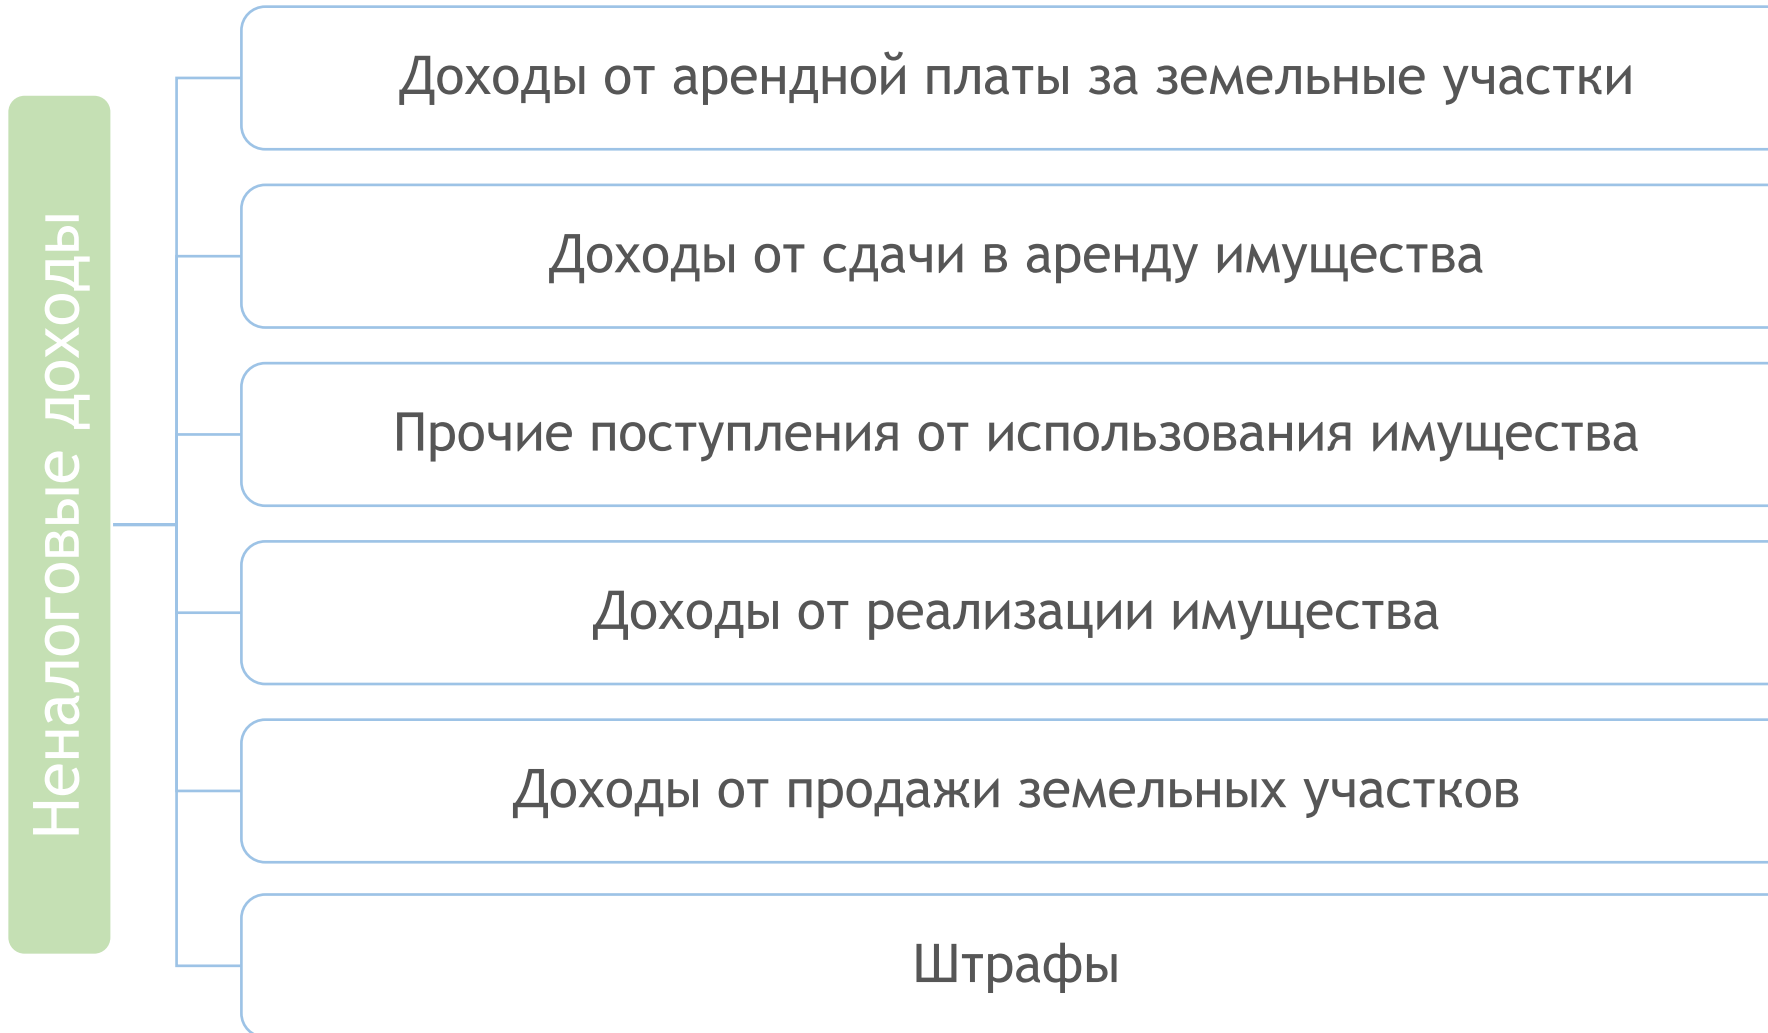 Неналоговые доходы
Доходы от арендной платы за земельные участки
Доходы от сдачи в аренду имущества
Прочие поступления от использования имущества
Доходы от реализации имущества
Доходы от продажи земельных участков
Штрафы